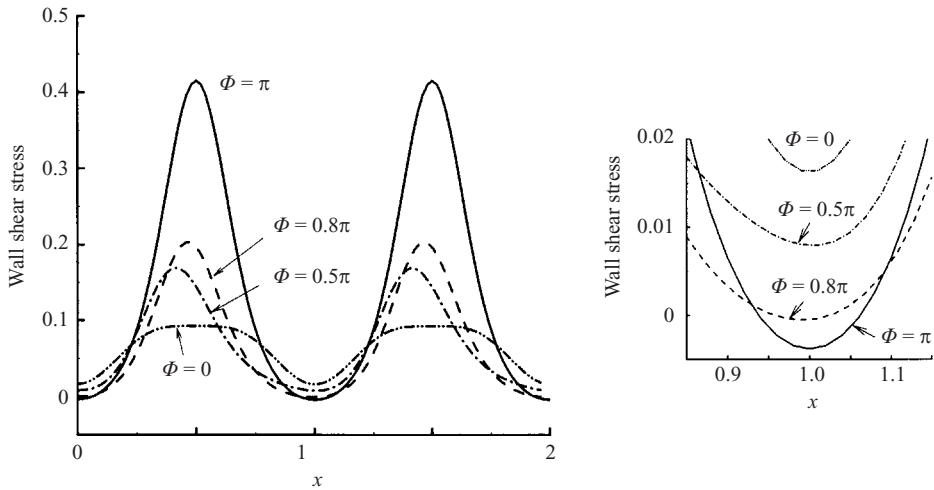 0.5
0.4
0.3
0.2
0.1
0
Wall shear stress
Φ = π
Φ = 0.8π
Φ = 0.5π
Φ = 0
0
1
2
x
0.02
0.01
0
Wall shear stress
Φ = 0
Φ = 0.5π
Φ = 0.8π
Φ = π
0.9
1.0
1.1
x